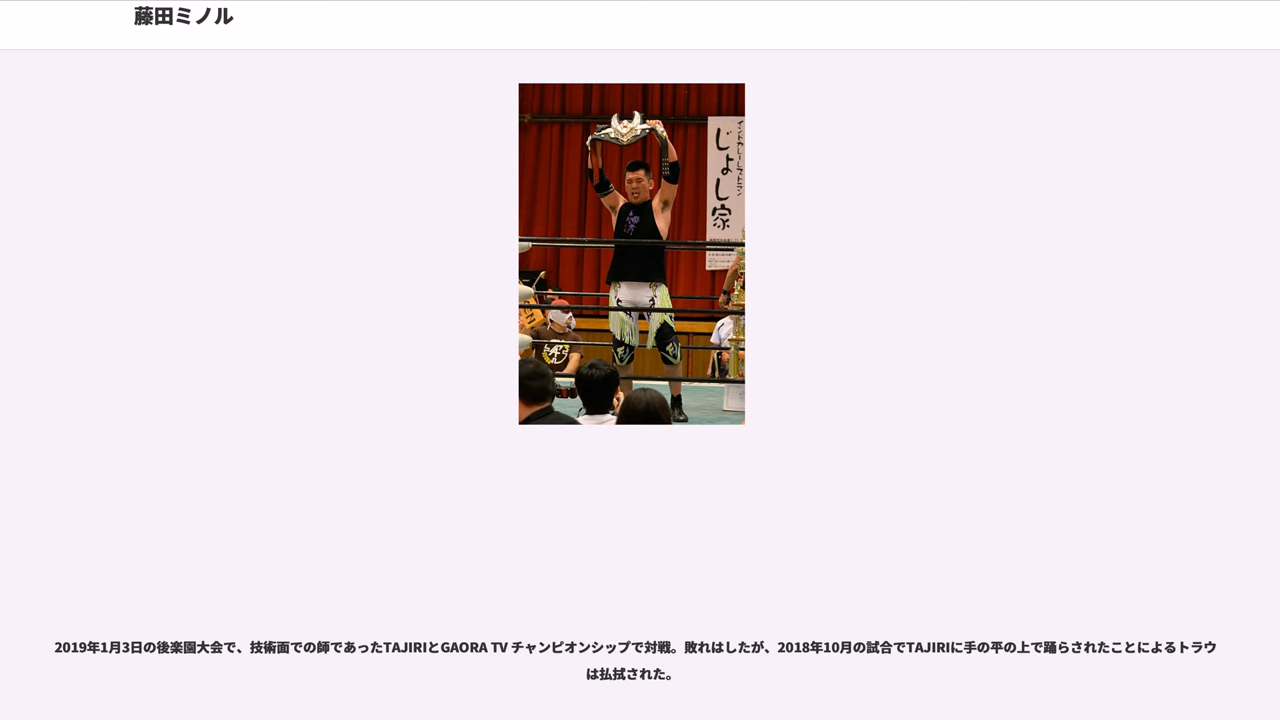 藤田ミノル
インドカレーレストラン
じょし家
2019年1月3日の後楽園大会で、技術面での師であったTAJIRIとGAORA TV チャンピオンシップで対戦。敗れはしたが、2018年10月の試合でTAJIRIに手の平の上で踊らされたことによるトラウ
は払拭された。